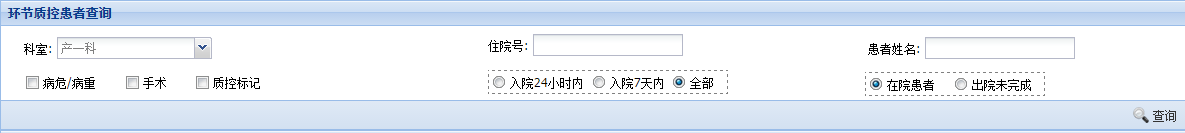 环节质控患者查询
科室: 产一科 住院号: 患者姓名:
病危/病重 手术 质控标记 入院24小时内 入院7天内 全部 在院患者 出院未完成
查询